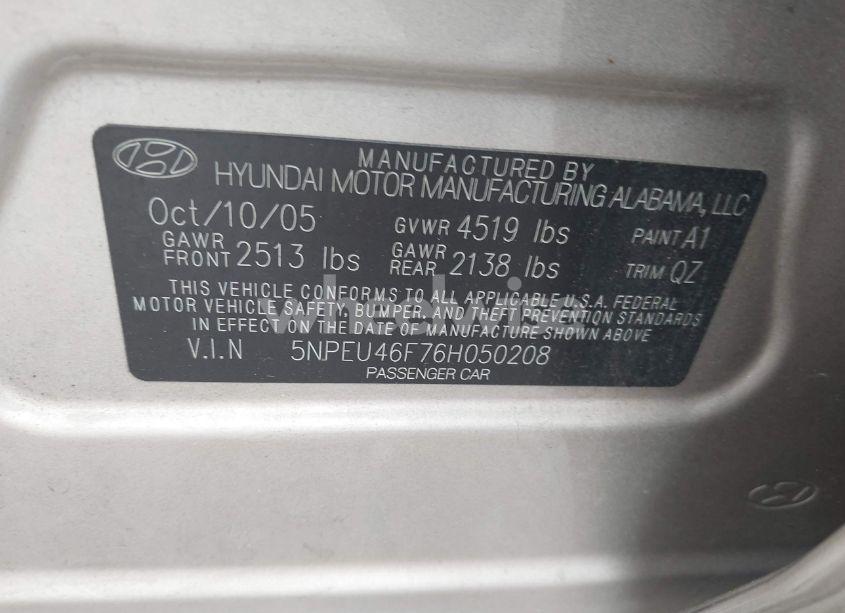 MANUFACTURED BY
HYUNDAI MOTOR MANUFACTURING ALABAMA, LLC
Oct/10/05 GVWR 4519 lbs PAINT A1
GAWR FRONT 2513 lbs GAWR REAR 2138 lbs TRIM QZ
THIS VEHICLE CONFORMS TO ALL APPLICABLE U.S.A. FEDERAL
MOTOR VEHICLE SAFETY, BUMPER, AND THEFT PREVENTION STANDARDS
IN EFFECT ON THE DATE OF MANUFACTURE SHOWN ABOVE
V.I.N 5NPEU46F76H050208
PASSENGER CAR